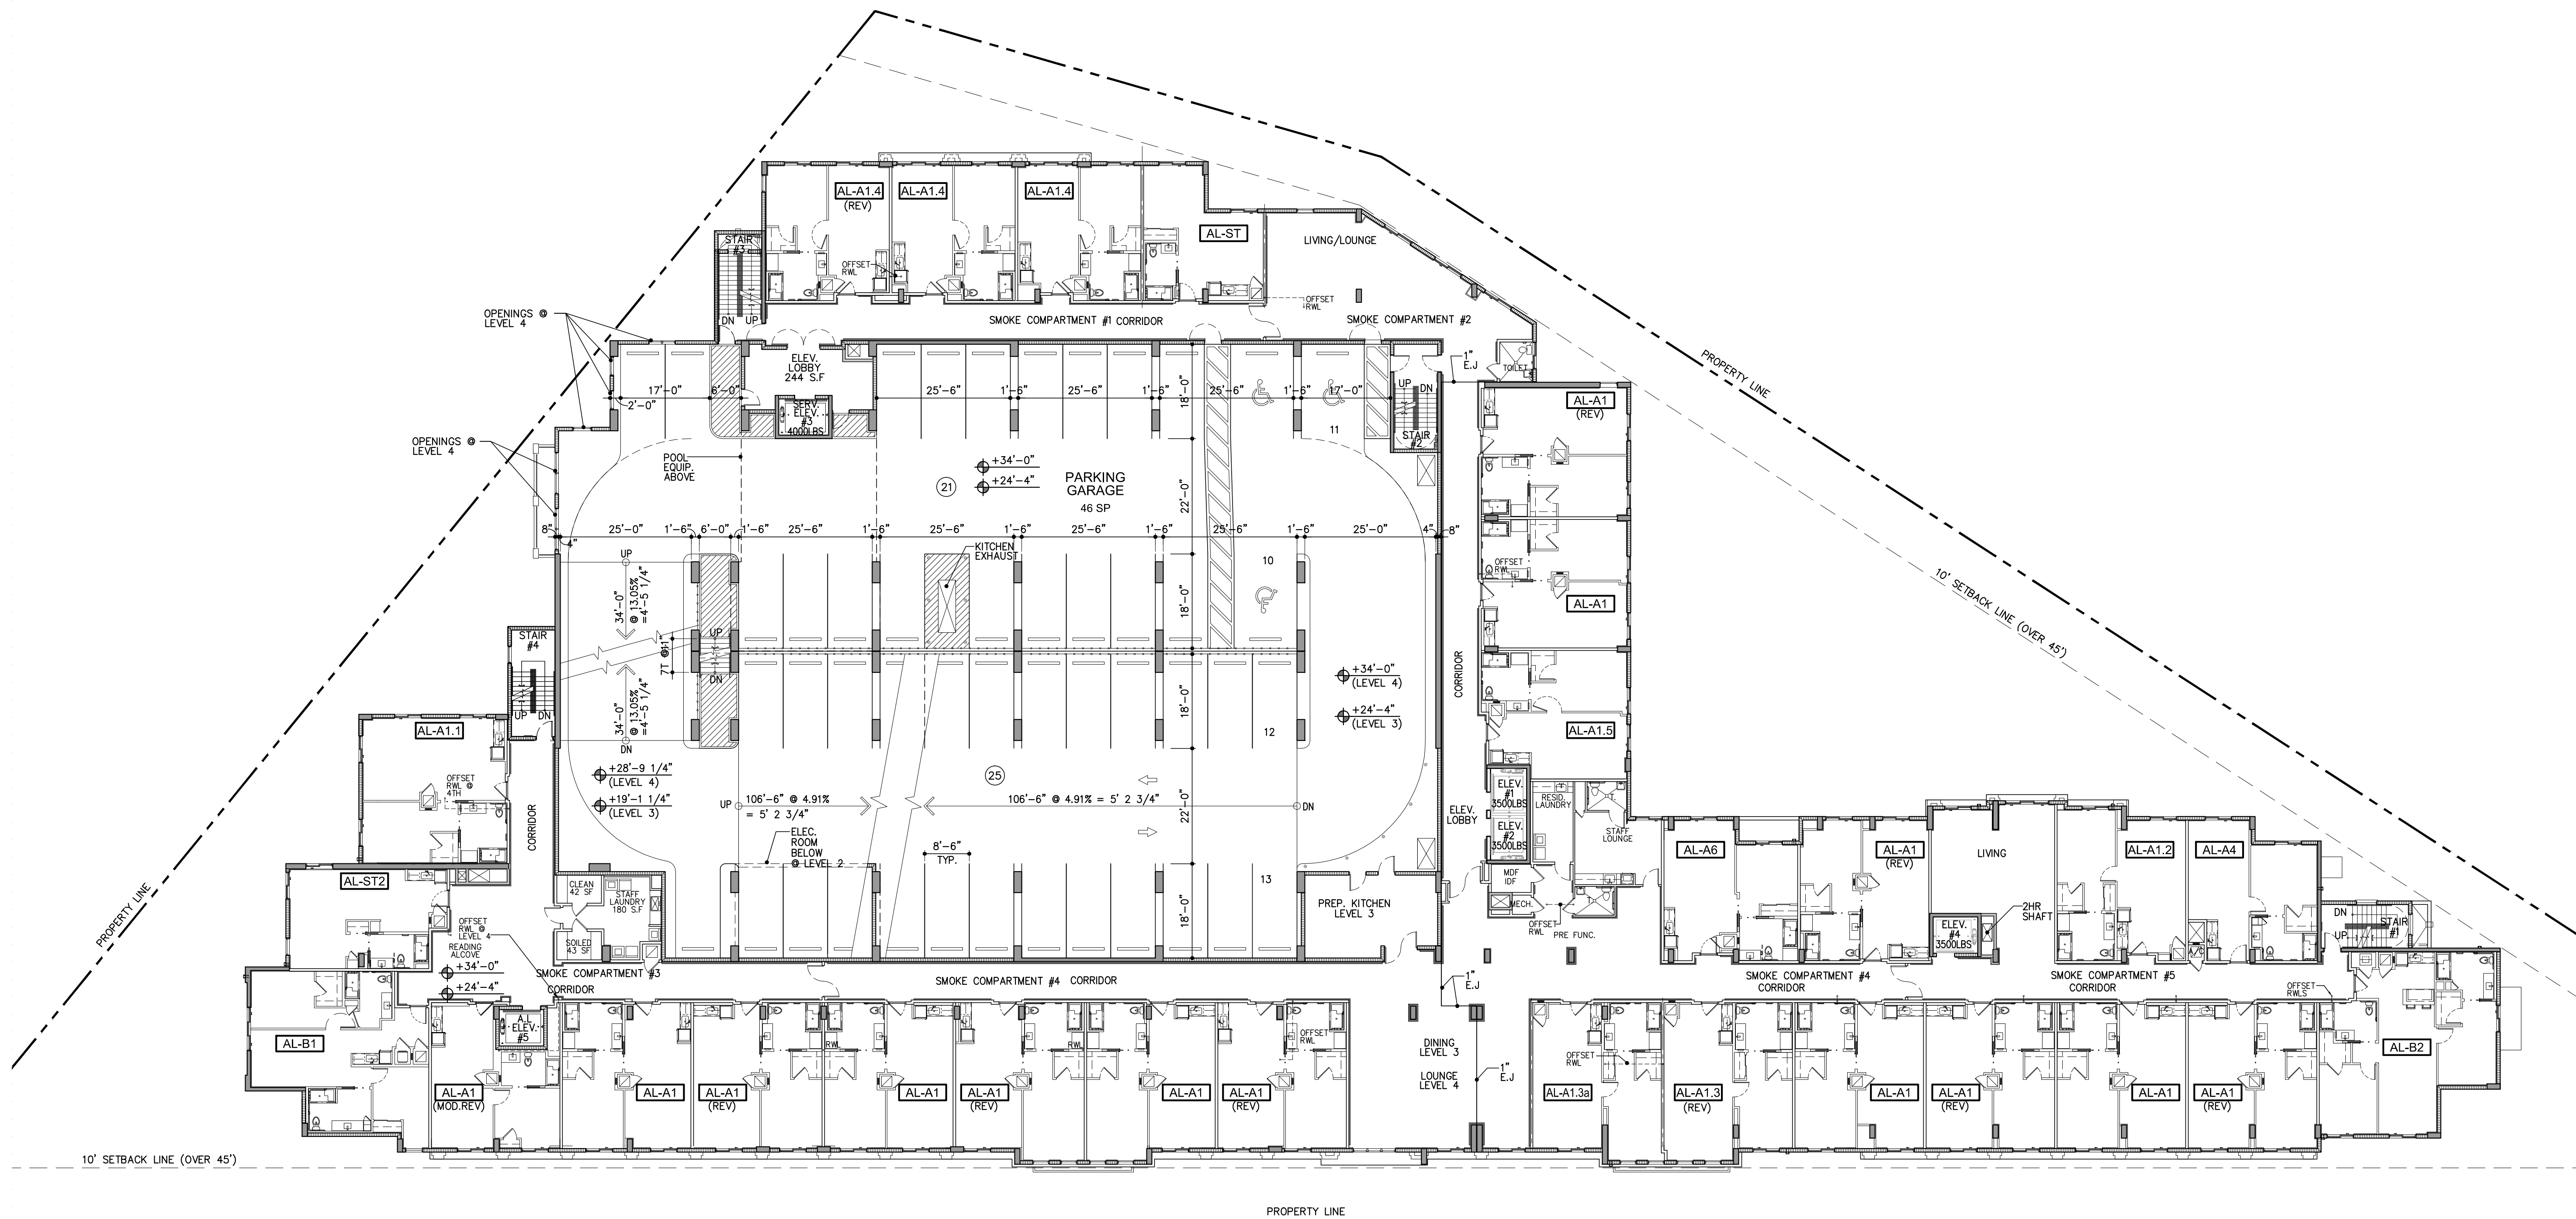 AL-A1.4
(REV)
AL-A1.4
AL-A1.4
AL-ST
LIVING/LOUNGE
STAIR
#3
OFFSET
RWL
OFFSET
RWL
DN
UP
SMOKE COMPARTMENT #1
CORRIDOR
SMOKE COMPARTMENT #2
OPENINGS @
LEVEL 4
ELEV.
LOBBY
244 S.F
1"
E.J
TOILET
PROPERTY LINE
17'-0"
6'-0"
2'-0"
SERV.
ELEV.
#3
4000LBS
25'-6"
1'-6"
25'-6"
1'-6"
18'-0"
25'-6"
1'-6"
17'-0"
UP
DN
STAIR
#2
11
AL-A1
(REV)
OPENINGS @
LEVEL 4
POOL
EQUIP.
ABOVE
21
+34'-0"
+24'-4"
PARKING
GARAGE
46 SP
22'-0"
8"
4"
25'-0"
1'-6"
6'-0"
1'-6"
25'-6"
1'-6"
25'-6"
1'-6"
25'-6"
1'-6"
25'-6"
1'-6"
25'-0"
4"
8"
KITCHEN
EXHAUST
10
UP
34'-0"
@ 13.05%
=4'-5 1/4"
18'-0"
OFFSET
RWL
AL-A1
10' SETBACK LINE (OVER 45')
STAIR
#4
UP
DN
UP
7T @11"
DN
34'-0"
@ 13.05%
=4'-5 1/4"
DN
18'-0"
12
+34'-0"
(LEVEL 4)
+24'-4"
(LEVEL 3)
CORRIDOR
AL-A1.5
AL-A1.1
OFFSET
RWL @
4TH
CORRIDOR
+28'-9 1/4"
(LEVEL 4)
+19'-1 1/4"
(LEVEL 3)
25
UP
106'-6" @ 4.91%
= 5' 2 3/4"
106'-6" @ 4.91% = 5' 2 3/4"
DN
22'-0"
ELEC.
ROOM
BELOW
@ LEVEL 2
8'-6"
TYP.
ELEV.
LOBBY
ELEV.
#1
3500LBS
ELEV.
#2
3500LBS
RESID.
LAUNDRY
STAFF
LOUNGE
MDF
IDF
MECH.
OFFSET
RWL
PRE FUNC.
AL-A6
AL-A1
(REV)
LIVING
AL-A1.2
AL-A4
2HR
SHAFT
ELEV.
#4
3500LBS
DN
UP
STAIR
#1
AL-ST2
OFFSET
RWL @
LEVEL 4
READING
ALCOVE
+34'-0"
+24'-4"
CLEAN
42 SF
STAFF
LAUNDRY
180 S.F
SOILED
43 SF
13
18'-0"
PREP. KITCHEN
LEVEL 3
PROPERTY LINE
SMOKE COMPARTMENT #3
CORRIDOR
SMOKE COMPARTMENT #4
CORRIDOR
1"
E.J
SMOKE COMPARTMENT #4
CORRIDOR
SMOKE COMPARTMENT #5
CORRIDOR
OFFSET
RWLS
AL-B1
A.L
ELEV.
#5
AL-A1
(MOD.REV)
AL-A1
AL-A1
(REV)
RWL
AL-A1
AL-A1
(REV)
RWL
AL-A1
AL-A1
(REV)
OFFSET
RWL
DINING
LEVEL 3
LOUNGE
LEVEL 4
1"
E.J
AL-A1.3a
OFFSET
RWL
AL-A1.3
(REV)
AL-A1
AL-A1
(REV)
AL-A1
AL-A1
(REV)
AL-B2
10' SETBACK LINE (OVER 45')
PROPERTY LINE